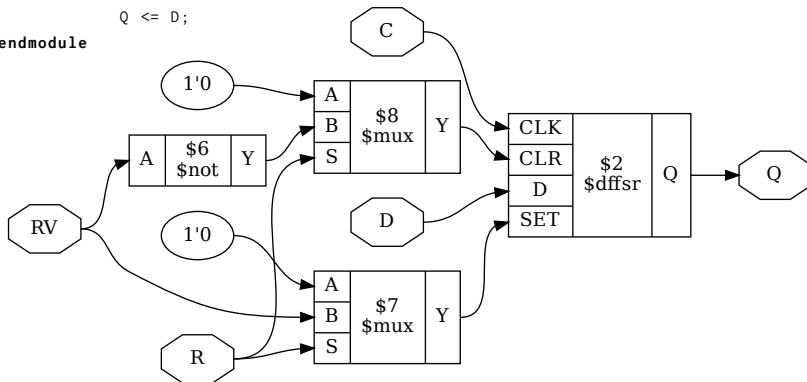 Q <= D;
endmodule
C
1'0
A
B
S
$8
$mux
Y
CLK
CLR
D
SET
$2
$dffsr
Q
Q
A
$6
$not
Y
RV
1'0
D
A
B
S
$7
$mux
Y
R